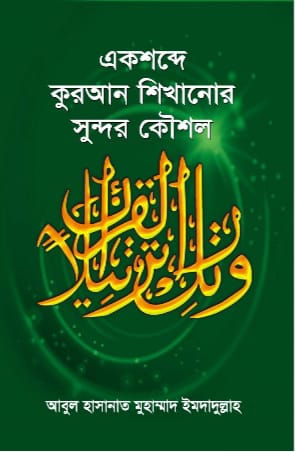 একশব্দে
কুরআন শিখানোর
সুন্দর কৌশল
ورتل القرآن ترتيلا
আবুল হাসানাত মুহাম্মাদ ইমদাদুল্লাহ